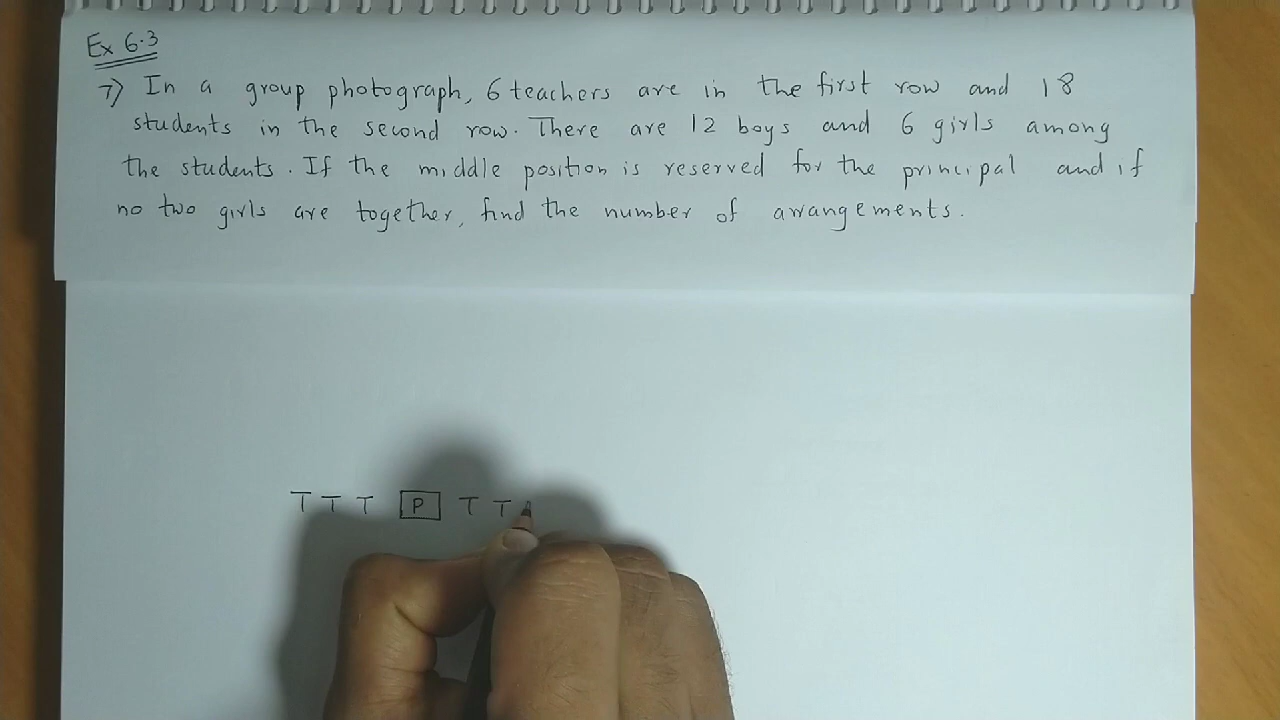 Ex 6.3
7) In a group photograph, 6 teachers are in the first row and 18
students in the second row. There are 12 boys and 6 girls among
the students. If the middle position is reserved for the principal and if
no two girls are together, find the number of arrangements.
T T T P T T